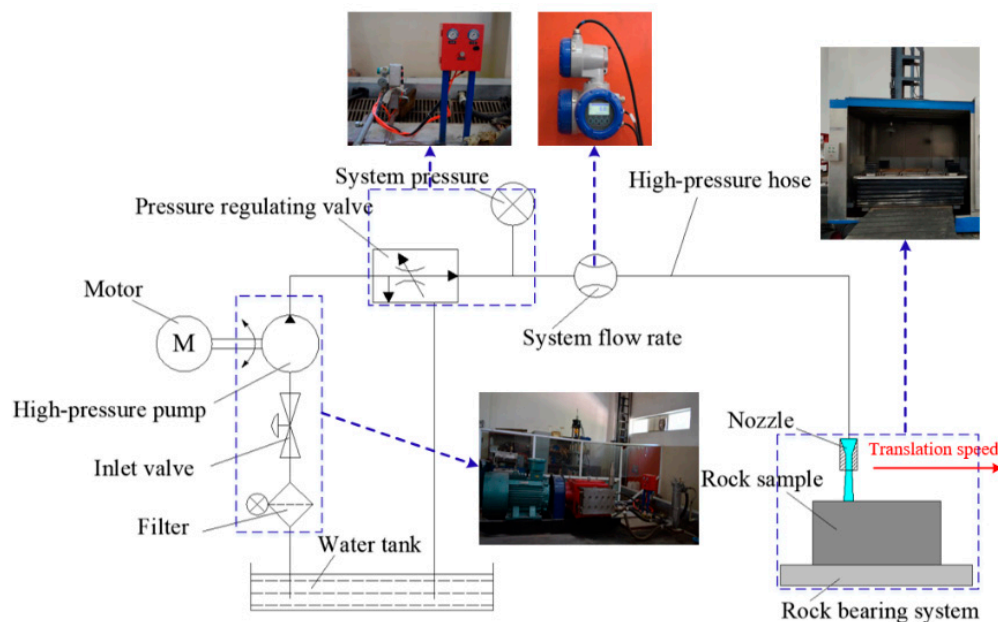 System pressure
High-pressure hose
Pressure regulating valve
Motor
M
System flow rate
High-pressure pump
Nozzle
Translation speed
Inlet valve
Rock sample
Filter
Water tank
Rock bearing system